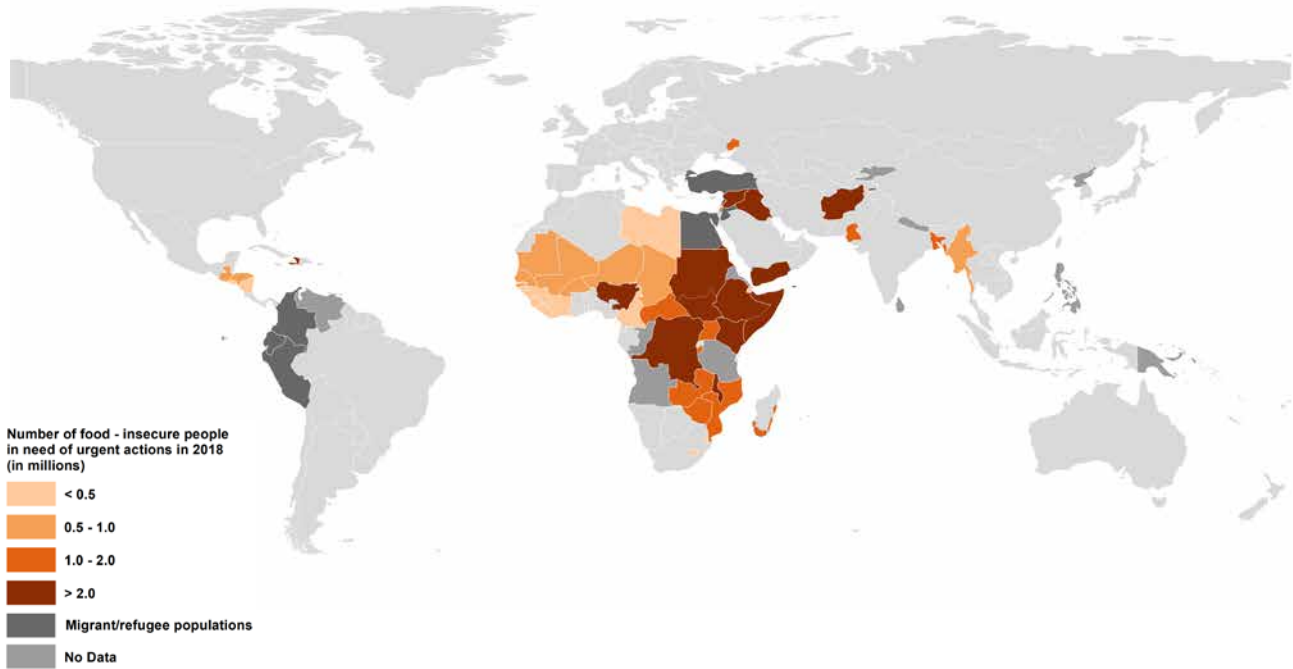 Number of food - insecure people
in need of urgent actions in 2018
(in millions)
< 0.5
0.5 - 1.0
1.0 - 2.0
> 2.0
Migrant/refugee populations
No Data